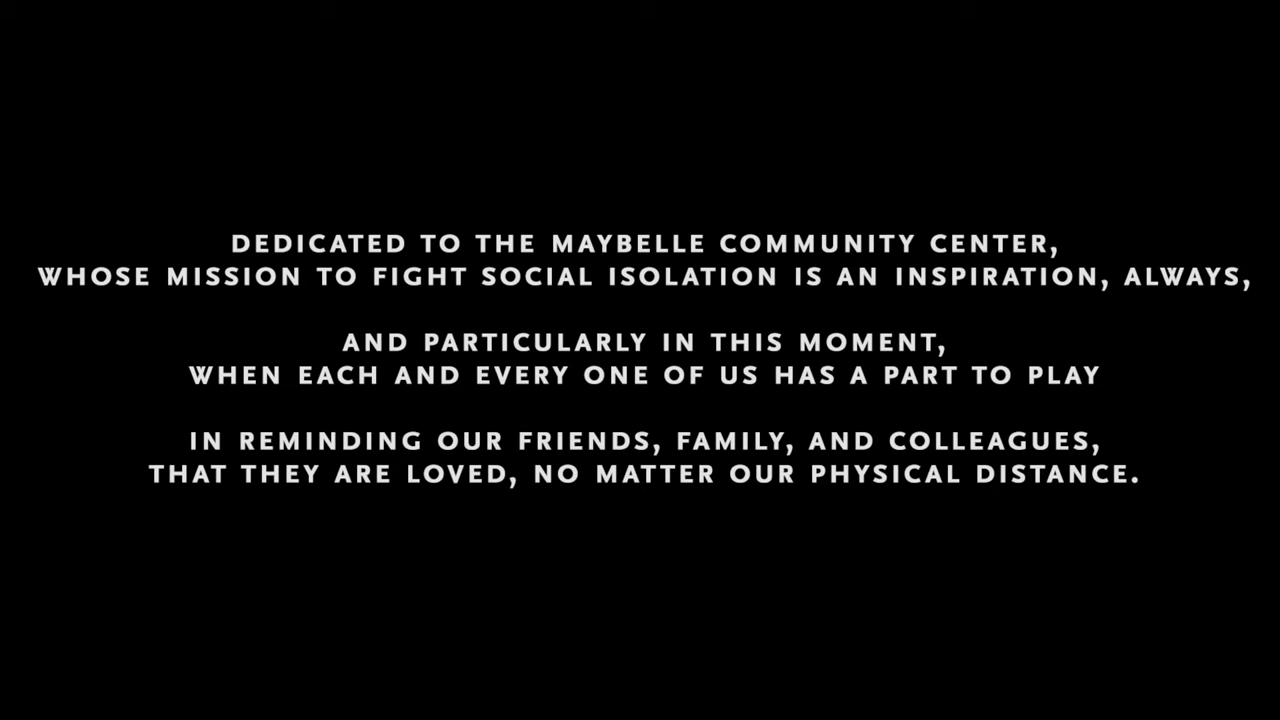 DEDICATED TO THE MAYBELLE COMMUNITY CENTER,
WHOSE MISSION TO FIGHT SOCIAL ISOLATION IS AN INSPIRATION, ALWAYS,
AND PARTICULARLY IN THIS MOMENT,
WHEN EACH AND EVERY ONE OF US HAS A PART TO PLAY
IN REMINDING OUR FRIENDS, FAMILY, AND COLLEAGUES,
THAT THEY ARE LOVED, NO MATTER OUR PHYSICAL DISTANCE.